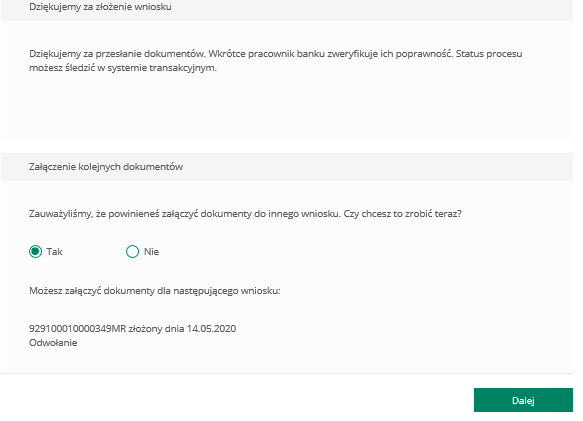 Dziękujemy za złożenie wniosku
Dziękujemy za przesłanie dokumentów. Wkrótce pracownik banku zweryfikuje ich poprawność. Status procesu
możesz śledzić w systemie transakcyjnym.
Załączenie kolejnych dokumentów
Zauważyliśmy, że powinieneś załączyć dokumenty do innego wniosku. Czy chcesz to zrobić teraz?
Tak Nie
Możesz załączyć dokumenty dla następującego wniosku:
929100010000349MR złożony dnia 14.05.2020
Odwołanie
Dalej